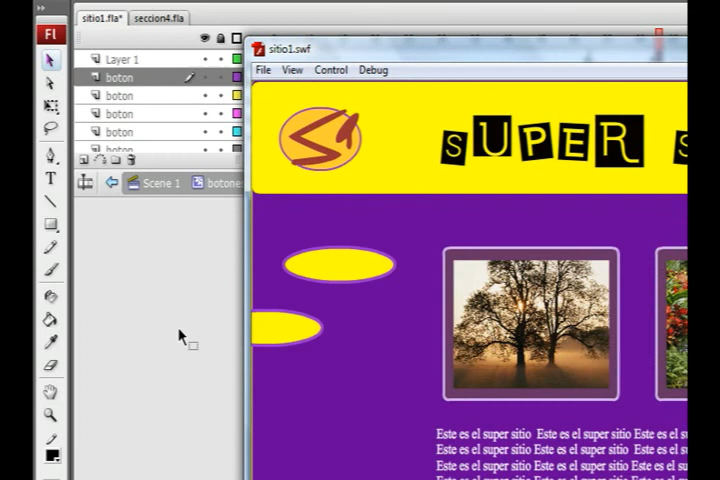 sitio1.fla* seccion4.fla
Fl
sitio1.swf
File View Control Debug
Layer 1
boton
boton
boton
boton
boton
Scene 1 botone
SUPER S
Este es el super sitio Este es el super sitio Este es el su
Este es el super sitio Este es el super sitio Este es el su
Este es el super sitio Este es el super sitio Este es el su